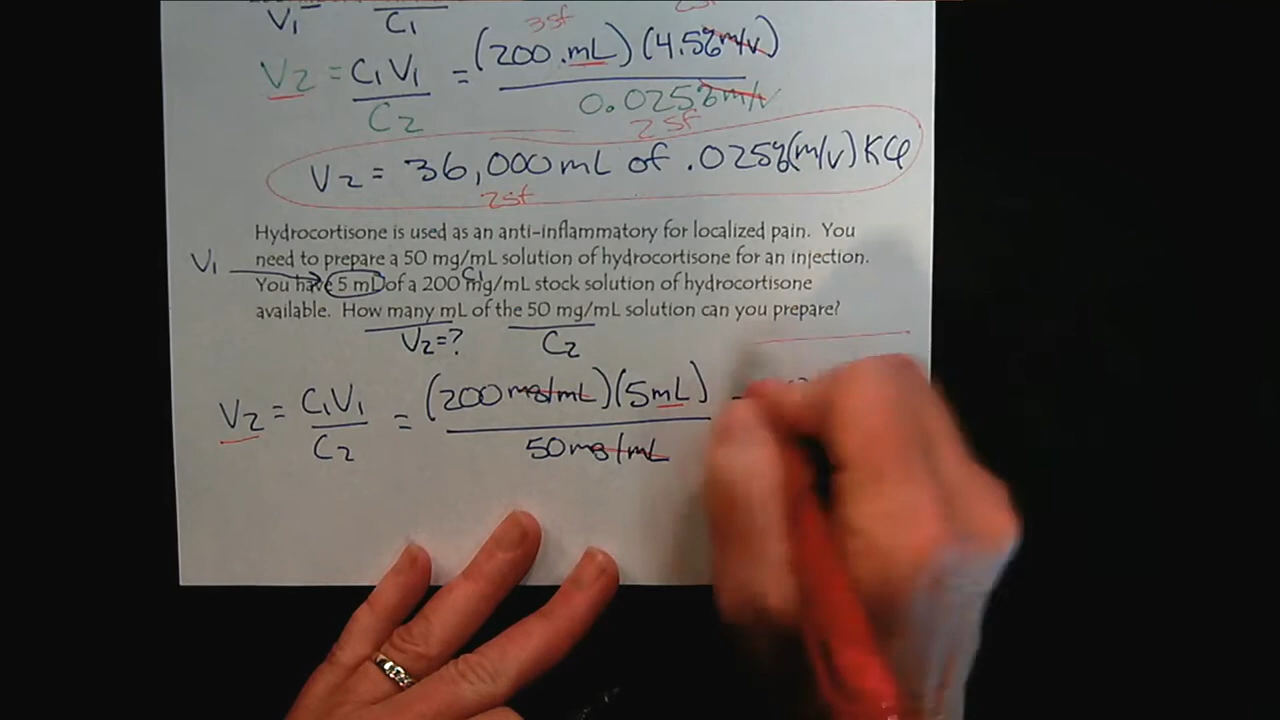 V₁ C₁
3sf
V₂ = C₁V₁ / C₂ = (200.mL)(4.5% m/v) / 0.025% m/v
2sf
V₂ = 36,000 mL of .025% (m/v) KCl
2sf
Hydrocortisone is used as an anti-inflammatory for localized pain. You
need to prepare a 50 mg/mL solution of hydrocortisone for an injection.
V₁
C₁
You have 5 mL of a 200 mg/mL stock solution of hydrocortisone
available. How many mL of the 50 mg/mL solution can you prepare?
V₂=? C₂
V₂ = C₁V₁ / C₂ = (200 mg/mL)(5 mL) / 50 mg/mL